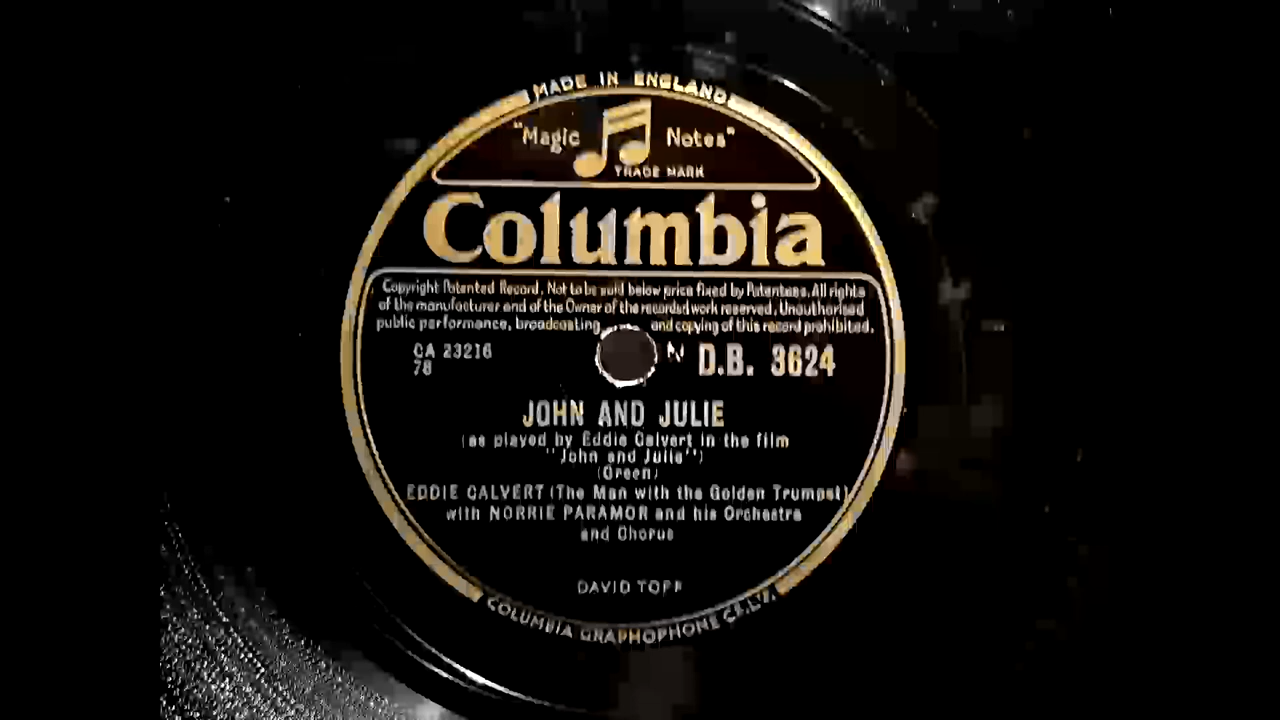 MADE IN ENGLAND
"Magic Notes"
TRADE MARK
Columbia
Copyright Patented Record. Not to be sold below price fixed by Patentees. All rights
of the manufacturer and of the Owner of the recorded work reserved. Unauthorised
public performance, broadcasting and copying of this record prohibited.
CA 23216
78
N D.B. 3624
JOHN AND JULIE
(as played by Eddie Calvert in the film
"John and Julie")
(Green)
EDDIE CALVERT (The Man with the Golden Trumpet)
with NORRIE PARAMOR and his Orchestra
and Chorus
DAVID TOFF
COLUMBIA GRAPHOPHONE CO. LTD.